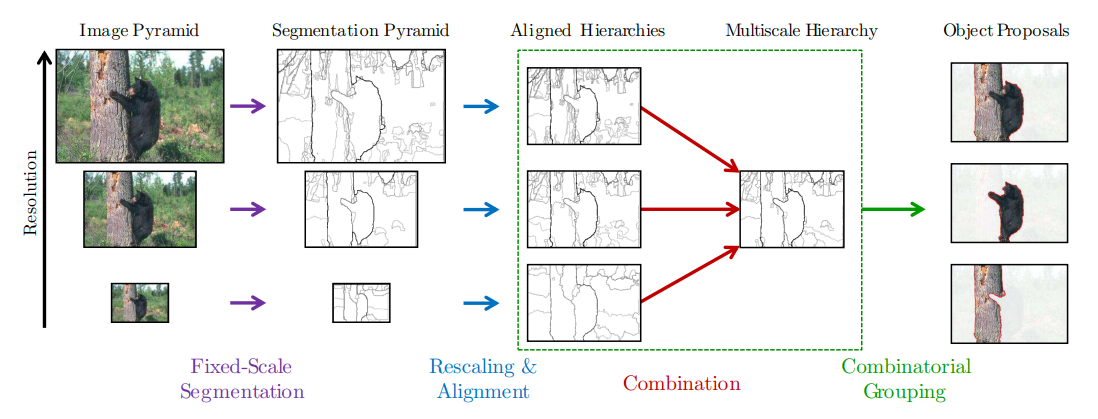 Image Pyramid
Segmentation Pyramid
Aligned Hierarchies
Multiscale Hierarchy
Object Proposals
Resolution
Fixed-Scale
Segmentation
Rescaling &
Alignment
Combination
Combinatorial
Grouping